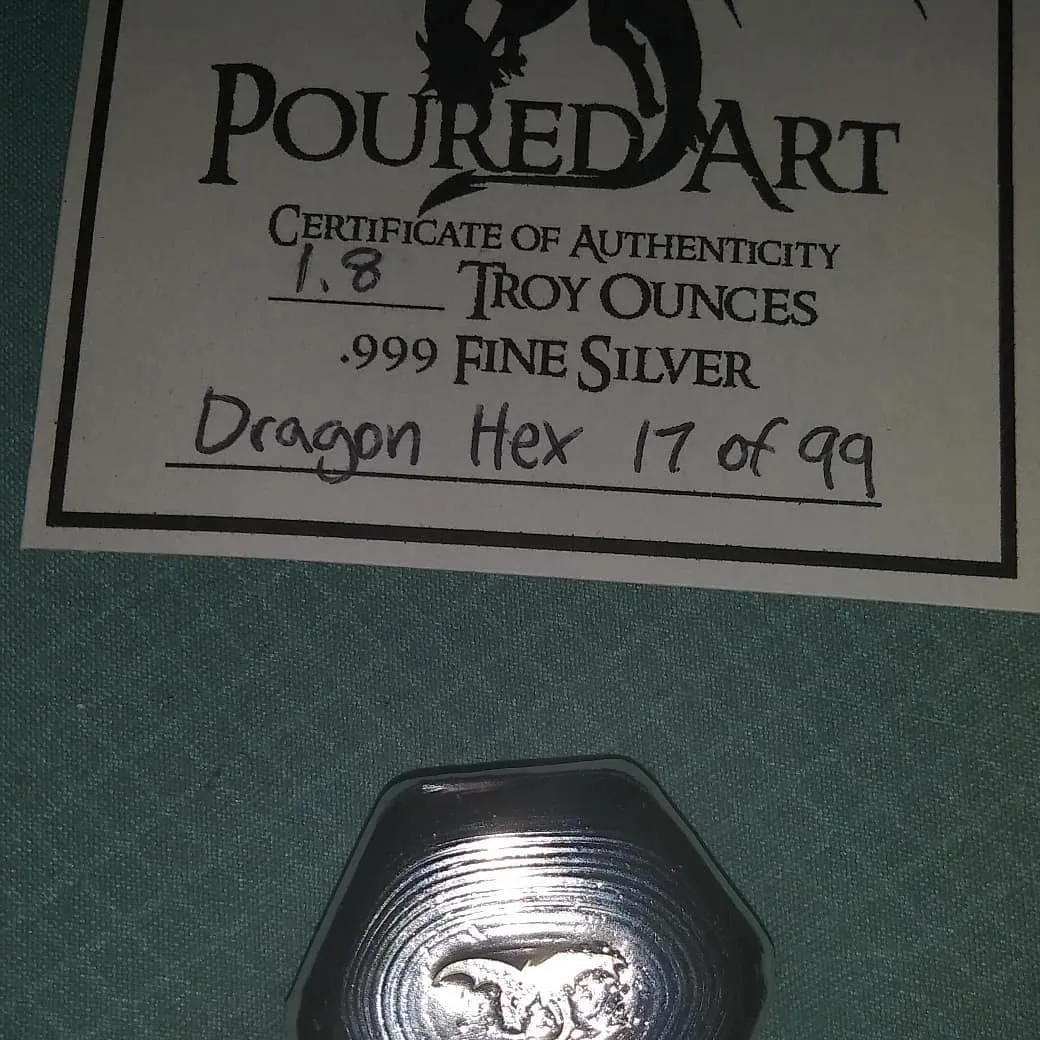 POURED ART
CERTIFICATE OF AUTHENTICITY
1.8 TROY OUNCES
.999 FINE SILVER
Dragon Hex 17 of 99